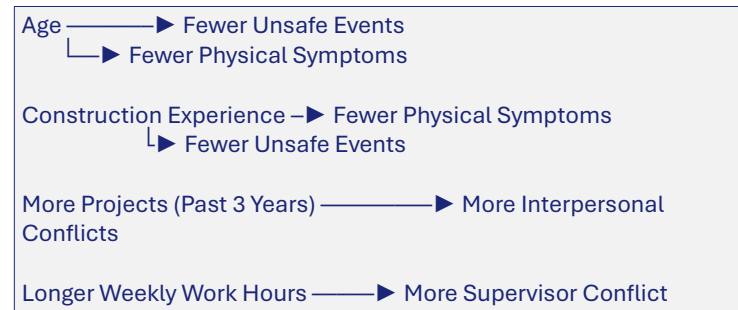 Age ————► Fewer Unsafe Events
└─► Fewer Physical Symptoms
Construction Experience –► Fewer Physical Symptoms
└► Fewer Unsafe Events
More Projects (Past 3 Years) —————► More Interpersonal
Conflicts
Longer Weekly Work Hours ———► More Supervisor Conflict